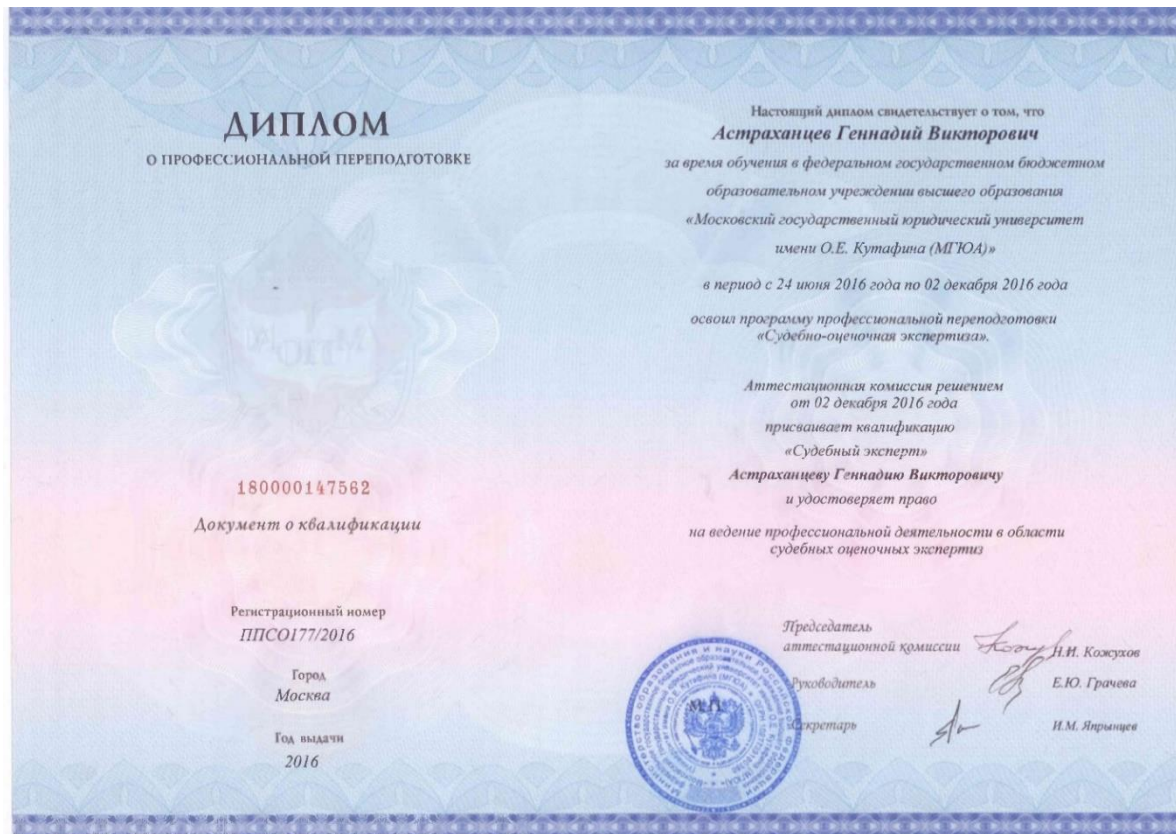 ДИПЛОМ
О ПРОФЕССИОНАЛЬНОЙ ПЕРЕПОДГОТОВКЕ
180000147562
Документ о квалификации
Регистрационный номер
ППСО177/2016
Город
Москва
Год выдачи
2016
Настоящий диплом свидетельствует о том, что
Астраханцев Геннадий Викторович
за время обучения в федеральном государственном бюджетном
образовательном учреждении высшего образования
«Московский государственный юридический университет
имени О.Е. Кутафина (МГЮА)»
в период с 24 июня 2016 года по 02 декабря 2016 года
освоил программу профессиональной переподготовки
«Судебно-оценочная экспертиза».
Аттестационная комиссия решением
от 02 декабря 2016 года
присваивает квалификацию
«Судебный эксперт»
Астраханцеву Геннадию Викторовичу
и удостоверяет право
на ведение профессиональной деятельности в области
судебных оценочных экспертиз
Председатель
аттестационной комиссии Н.И. Кожухов
Руководитель Е.Ю. Грачева
М.П.
Секретарь И.М. Япрынцев